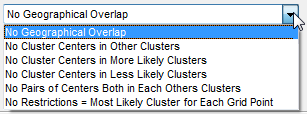 No Geographical Overlap
No Geographical Overlap
No Cluster Centers in Other Clusters
No Cluster Centers in More Likely Clusters
No Cluster Centers in Less Likely Clusters
No Pairs of Centers Both in Each Others Clusters
No Restrictions = Most Likely Cluster for Each Grid Point